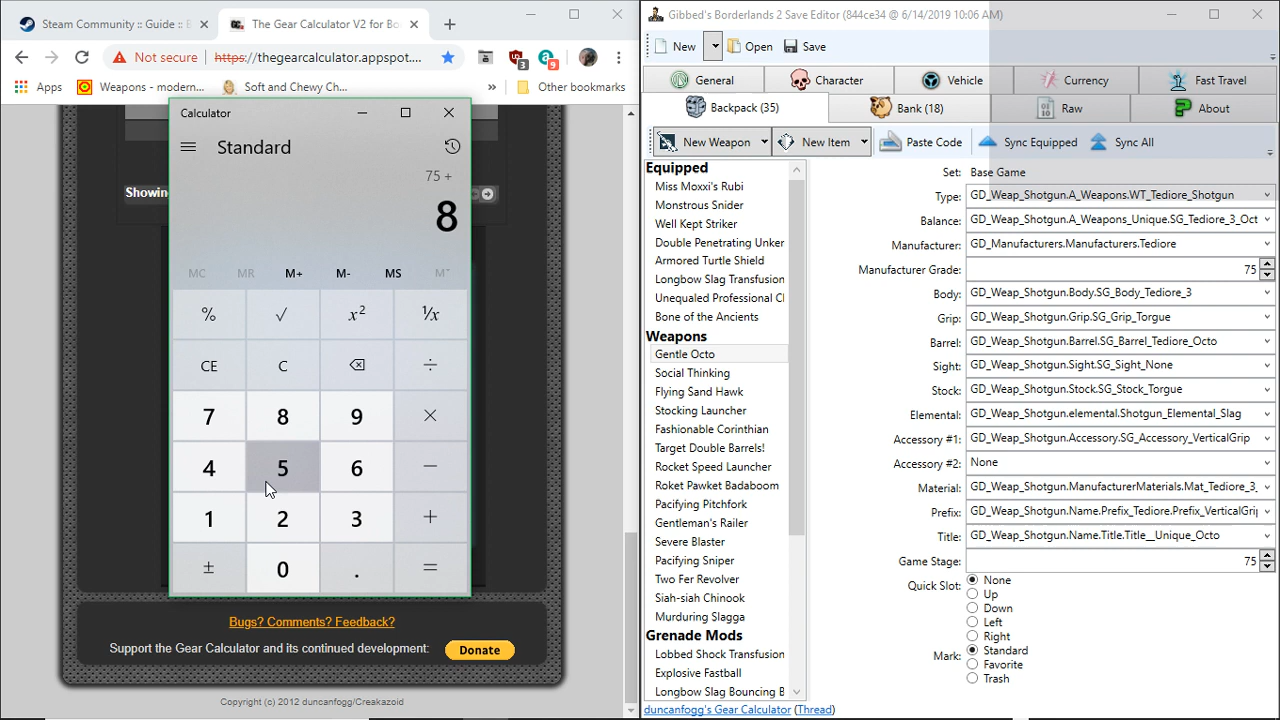 Steam Community :: Guide :: B
The Gear Calculator V2 for Bo
Not secure
https://thegearcalculator.appspot....
3
9
Apps
Weapons - modern...
Soft and Cozy Ch...
»
Other bookmarks
Showin
Calculator
Standard
75 +
8
MC
MR
M+
M-
MS
M˅
%
√
x²
⅟x
CE
C
÷
7
8
9
×
4
5
6
−
1
2
3
+
±
0
.
=
Bugs? Comments? Feedback?
Support the Gear Calculator and its continued development.
Donate
Copyright (c) 2012 duncanfogg/Creakazoid
Gibbed's Borderlands 2 Save Editor (844ce34 @ 6/14/2019 10:06 AM)
New
Open
Save
General
Character
Vehicle
Currency
Fast Travel
Backpack (35)
Bank (18)
Raw
About
New Weapon
New Item
Paste Code
Sync Equipped
Sync All
Equipped
Miss Moxxi's Rubi
Monstrous Snider
Well Kept Striker
Double Penetrating Unke
Armored Turtle Shield
Longbow Slag Transfusion
Unequaled Professional Cl
Bone of the Ancients
Weapons
Gentle Octo
Social Thinking
Flying Sand Hawk
Stocking Launcher
Fashionable Corinthian
Target Double Barrels!
Rocket Speed Launcher
Roket Pawket Badaboom
Pacifying Pitchfork
Gentlemen's Railer
Severe Blaster
Pacifying Sniper
Two Fer Revolver
Siah-siah Chinook
Murduring Slagga
Grenade Mods
Lobbed Shock Transfusion
Explosive Fastball
Longbow Slag Bouncing B
Set: Base Game
Type: GD_Weap_Shotgun.A_Weapons.WT_Tediore_Shotgun
Balance: GD_Weap_Shotgun.A_Weapons_Unique.SG_Tediore_3_Oct
Manufacturer: GD_Manufacturers.Manufacturers.Tediore
Manufacturer Grade: 75
Body: GD_Weap_Shotgun.Body.SG_Body_Tediore_3
Grip: GD_Weap_Shotgun.Grip.SG_Grip_Torgue
Barrel: GD_Weap_Shotgun.Barrel.SG_Barrel_Tediore_Octo
Sight: GD_Weap_Shotgun.Sight.SG_Sight_None
Stock: GD_Weap_Shotgun.Stock.SG_Stock_Torgue
Elemental: GD_Weap_Shotgun.elemental.Shotgun_Elemental_Slag
Accessory #1: GD_Weap_Shotgun.Accessory.SG_Accessory_VerticalGrip
Accessory #2: None
Material: GD_Weap_Shotgun.ManufacturerMaterials.Mat_Tediore_3_
Prefix: GD_Weap_Shotgun.Name.Prefix_Tediore.Prefix_VerticalGrip
Title: GD_Weap_Shotgun.Name.Title.Title__Unique_Octo
Game Stage: 75
Quick Slot: None
Up
Down
Left
Right
Mark: Standard
Favorite
Trash
duncanfogg's Gear Calculator (Thread)